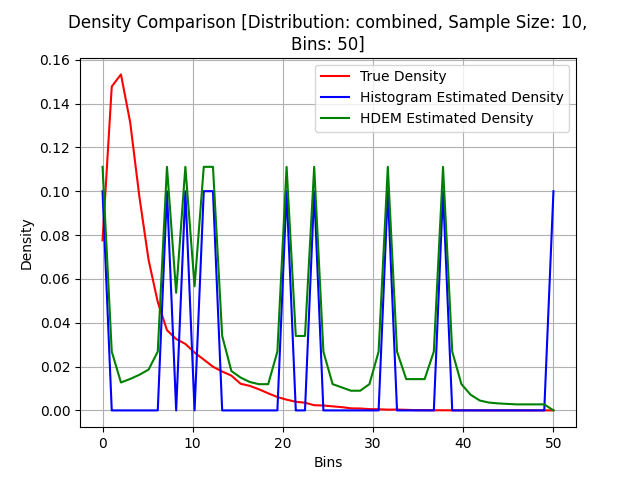 Density Comparison [Distribution: combined, Sample Size: 10,
Bins: 50]
True Density
Histogram Estimated Density
HDEM Estimated Density
0.16
0.14
0.12
0.10
0.08
0.06
0.04
0.02
0.00
Density
0
10
20
30
40
50
Bins